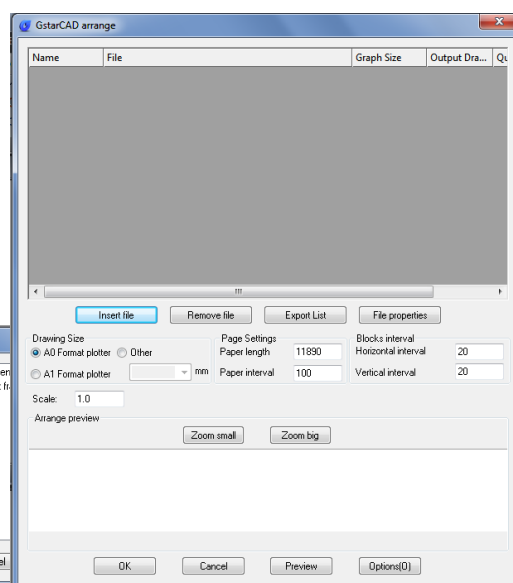 GstarCAD arrange
Name File Graph Size Output Dra... Qu
Insert file Remove file Export List File properties
Drawing Size Page Settings Blocks interval
A0 Format plotter Other Paper length 11890 Horizontal interval 20
A1 Format plotter mm Paper interval 100 Vertical interval 20
Scale: 1.0
Arrange preview
Zoom small Zoom big
OK Cancel Preview Options(O)